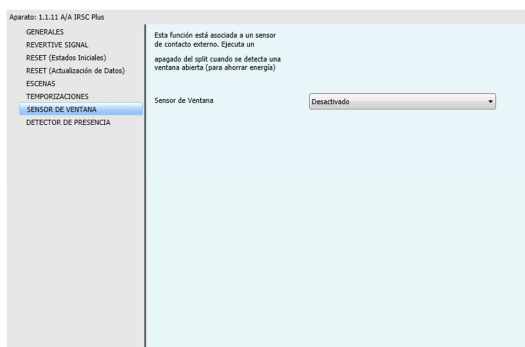 Aparato: 1.1.11 A/A IRSC Plus
GENERALES
REVERTIVE SIGNAL
RESET (Estados Iniciales)
RESET (Actualización de Datos)
ESCENAS
TEMPORIZACIONES
SENSOR DE VENTANA
DETECTOR DE PRESENCIA
Esta función está asociada a un sensor
de contacto externo. Ejecuta un
apagado del split cuando se detecta una
ventana abierta (para ahorrar energía)
Sensor de Ventana
Desactivado